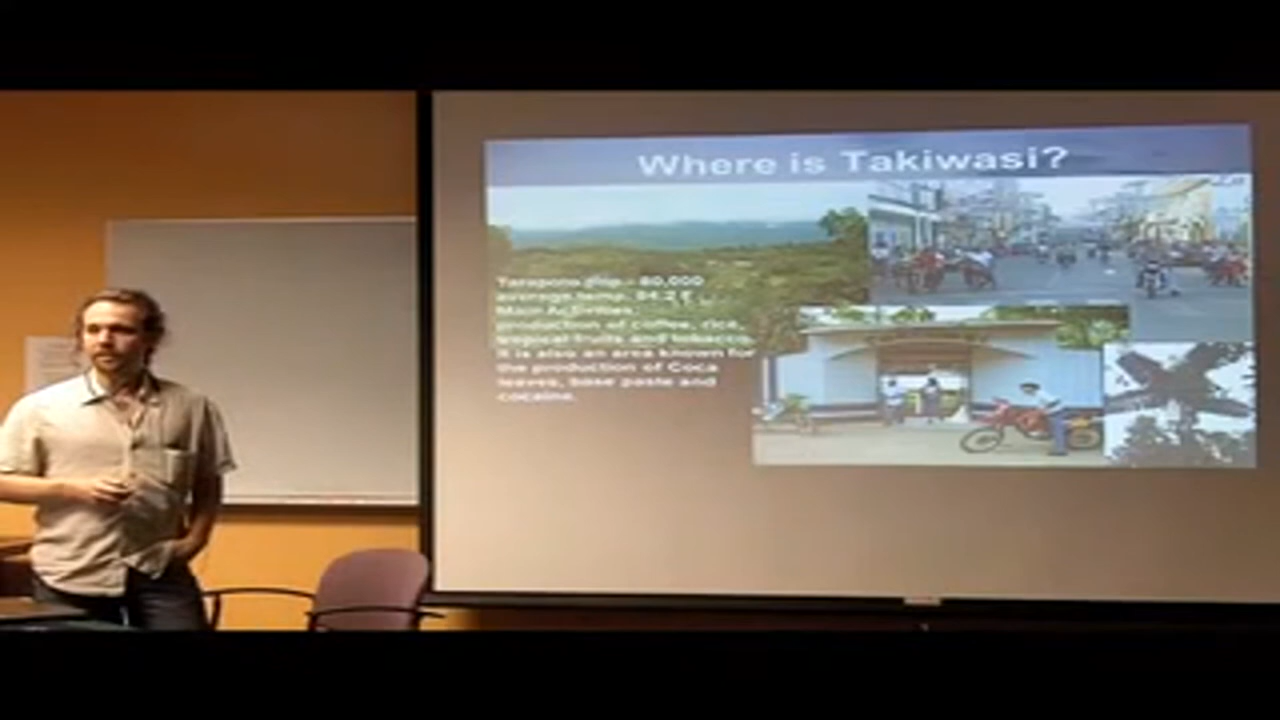 Where is Takiwasi?
Tarapoto pop.: 80,000
average temp. 84.2 F
Main Activities:
production of coffee, rice,
tropical fruits and tobacco.
It is also an area known for
the production of Coca
leaves, base paste and
cocaine.